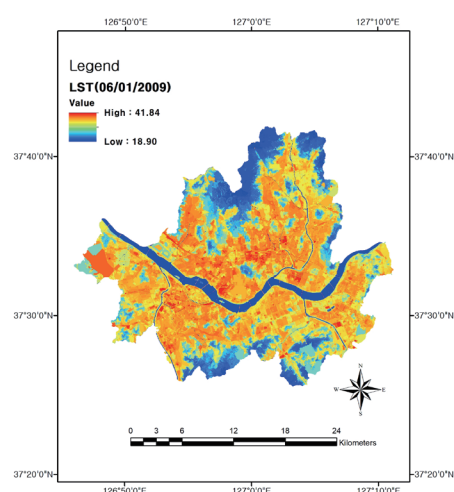 126°50'0"E 127°0'0"E 127°10'0"E
Legend
LST(06/01/2009)
Value
High : 41.84
Low : 18.90
37°40'0"N 37°40'0"N
37°30'0"N 37°30'0"N
N
W E
S
0 3 6 12 18 24
Kilometers
37°20'0"N 37°20'0"N
126°50'0"E 127°0'0"E 127°10'0"E